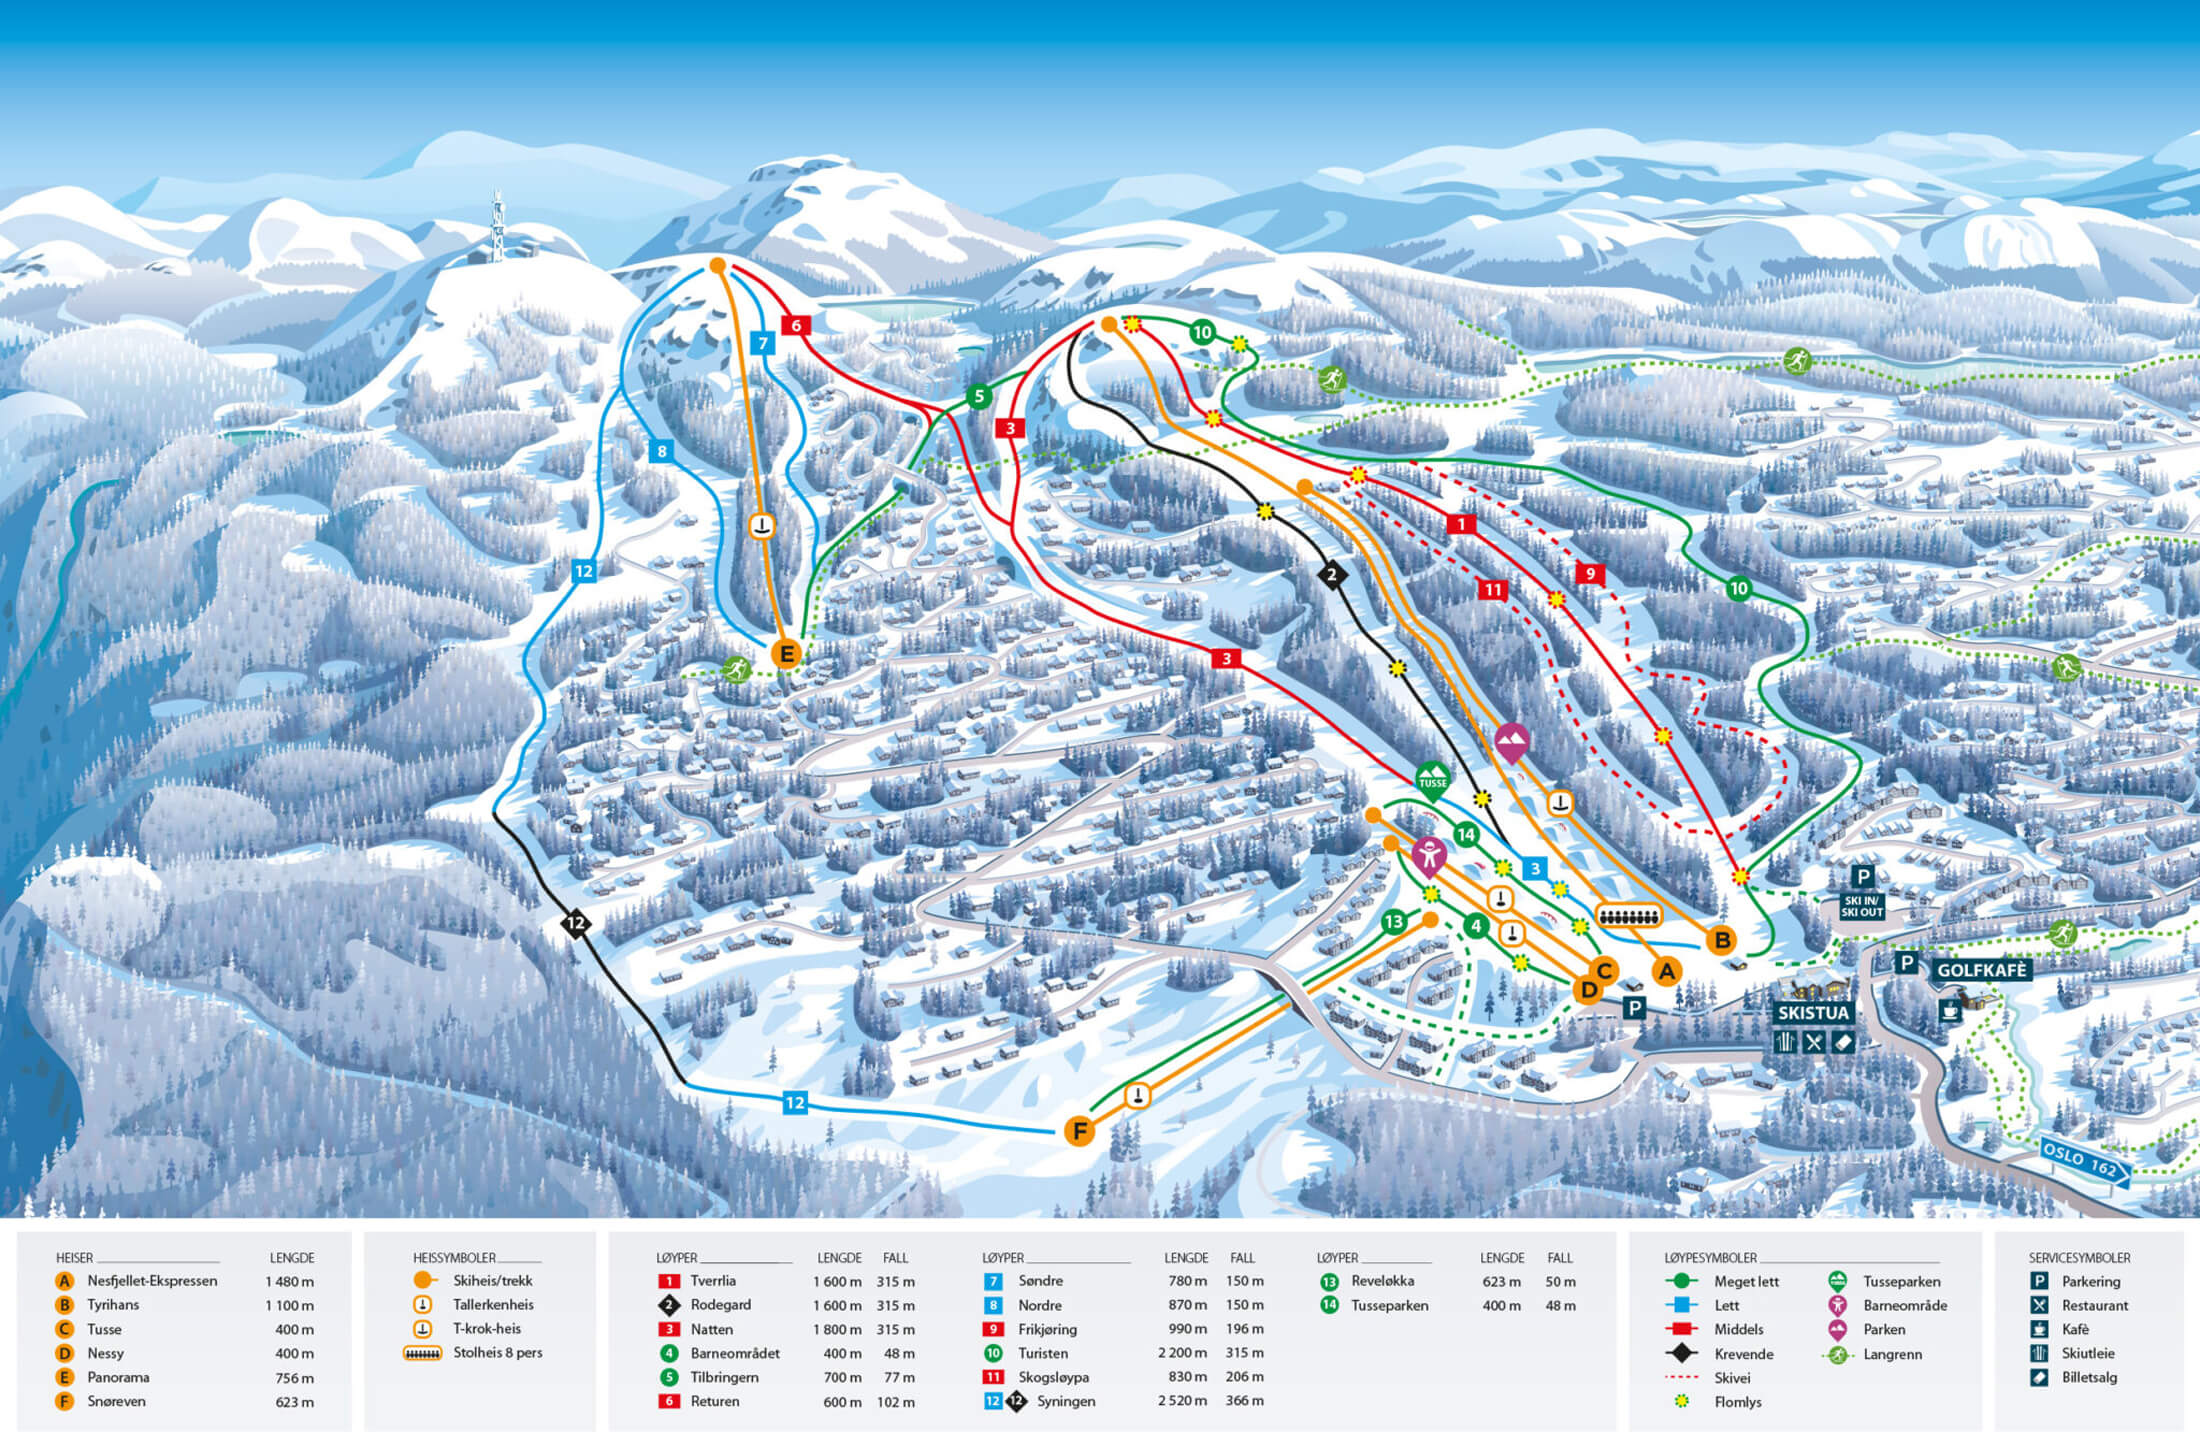 6
10
7
5
3
8
1
2
9
12
11
10
3
E
TUSSE
14
3
P
SKI IN/
SKI OUT
12
13
4
B
P
GOLFKAFÈ
C
A
D
P
SKISTUA
12
F
OSLO 162
HEISER LENGDE
A Nesfjellet-Ekspressen 1 480 m
B Tyrihans 1 100 m
C Tusse 400 m
D Nessy 400 m
E Panorama 756 m
F Snøreven 623 m
HEISSYMBOLER
Skiheis/trekk
Tallerkenheis
T-krok-heis
Stolheis 8 pers
LØYPER LENGDE FALL
1 Tverrlia 1 600 m 315 m
2 Rodegard 1 600 m 315 m
3 Natten 1 800 m 315 m
4 Barneområdet 400 m 48 m
5 Tilbringern 700 m 77 m
6 Returen 600 m 102 m
LØYPER LENGDE FALL
7 Søndre 780 m 150 m
8 Nordre 870 m 150 m
9 Frikjøring 990 m 196 m
10 Turisten 2 200 m 315 m
11 Skogsløypa 830 m 206 m
12 12 Syningen 2 520 m 366 m
LØYPER LENGDE FALL
13 Reveløkka 623 m 50 m
14 Tusseparken 400 m 48 m
LØYPESYMBOLER
Meget lett
Lett
Middels
Krevende
Skivei
Flomlys
Tusseparken
Barneområde
Parken
Langrenn
SERVICESYMBOLER
P Parkering
Restaurant
Kafè
Skiutleie
Billetsalg